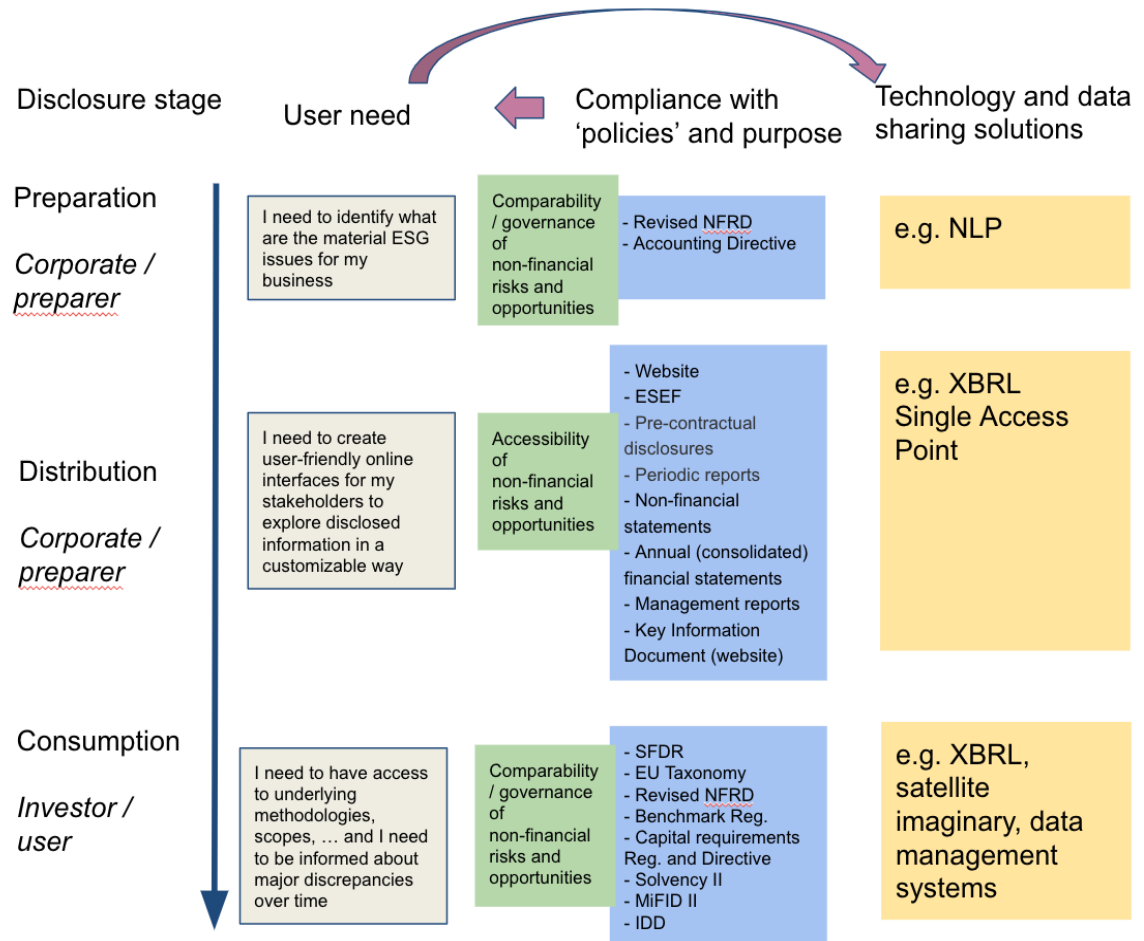 Disclosure stage
User need
Compliance with
‘policies’ and purpose
Technology and data
sharing solutions
Preparation
Corporate /
preparer
I need to identify what
are the material ESG
issues for my
business
Comparability
/ governance
of
non-financial
risks and
opportunities
- Revised NFRD
- Accounting Directive
e.g. NLP
Distribution
Corporate /
preparer
I need to create
user-friendly online
interfaces for my
stakeholders to
explore disclosed
information in a
customizable way
Accessibility
of
non-financial
risks and
opportunities
- Website
- ESEF
- Pre-contractual
disclosures
- Periodic reports
- Non-financial
statements
- Annual (consolidated)
financial statements
- Management reports
- Key Information
Document (website)
e.g. XBRL
Single Access
Point
Consumption
Investor /
user
I need to have access
to underlying
methodologies,
scopes, … and I need
to be informed about
major discrepancies
over time
Comparability
/ governance
of
non-financial
risks and
opportunities
- SFDR
- EU Taxonomy
- Revised NFRD
- Benchmark Reg.
- Capital requirements
Reg. and Directive
- Solvency II
- MiFID II
- IDD
e.g. XBRL,
satellite
imaginary, data
management
systems